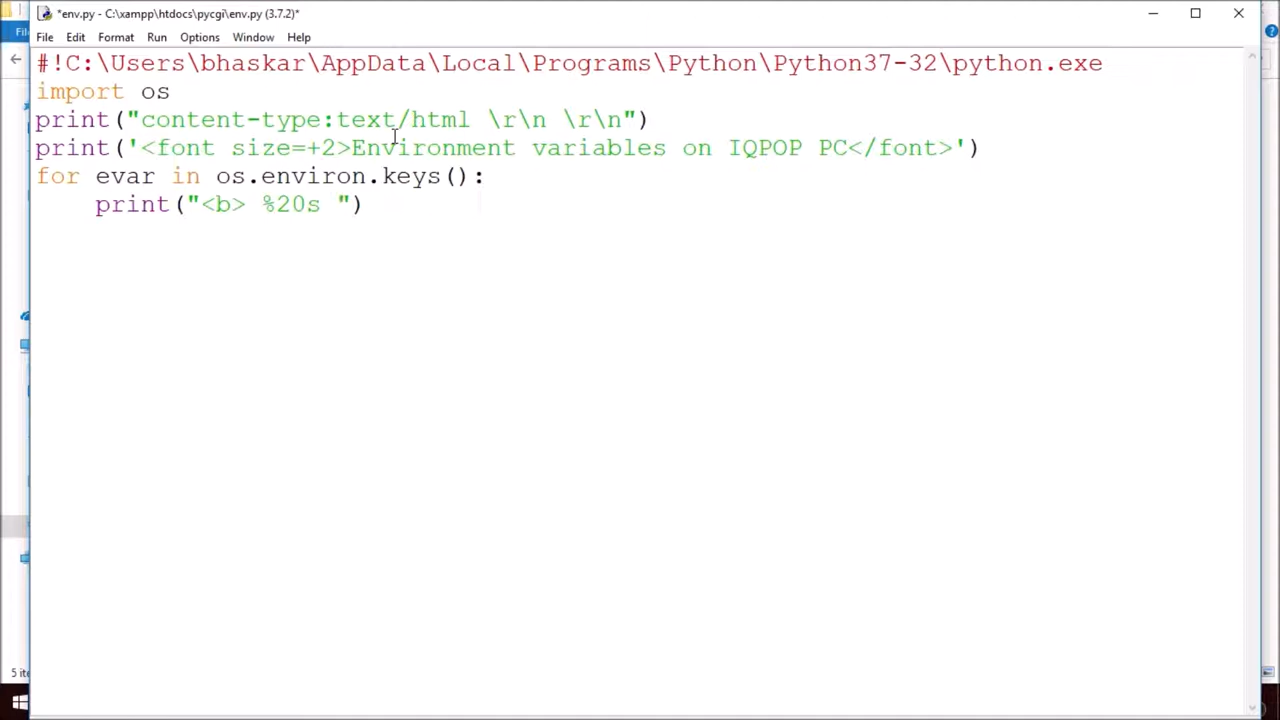 *env.py - C:\xampp\htdocs\pycgi\env.py (3.7.2)*
File Edit Format Run Options Window Help
#!C:\Users\bhaskar\AppData\Local\Programs\Python\Python37-32\python.exe
import os
print("content-type:text/html \r\n \r\n")
print('<font size=+2>Environment variables on IQPOP PC</font>')
for evar in os.environ.keys():
    print("<b> %20s ")
5 ite